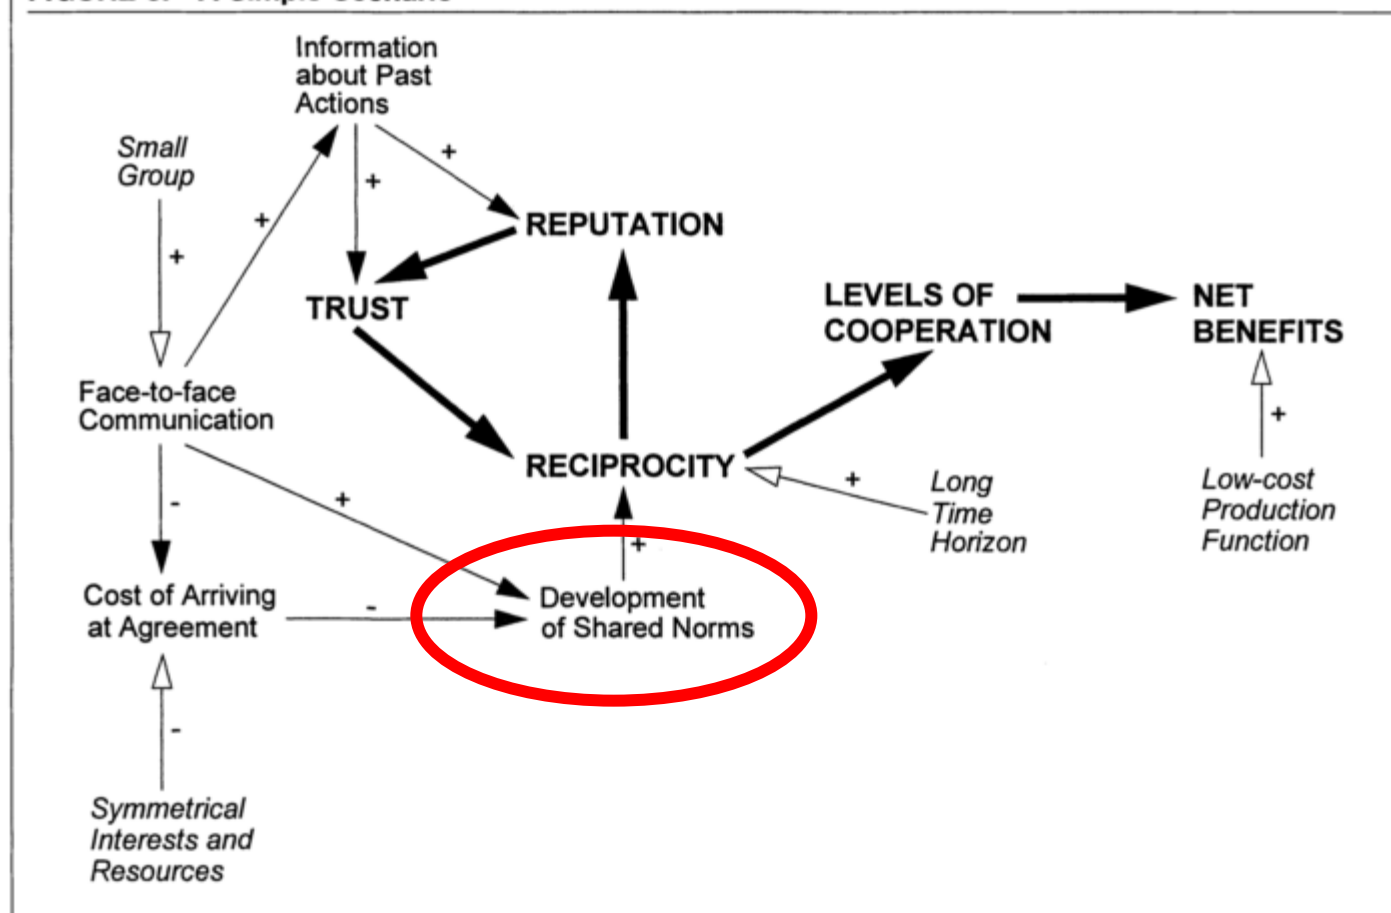 Information
about Past
Actions
Small
Group
+
+
+
+
REPUTATION
TRUST
LEVELS OF
COOPERATION
NET
BENEFITS
Face-to-face
Communication
+
RECIPROCITY
+
Long
Time
Horizon
Low-cost
Production
Function
-
+
+
Cost of Arriving
at Agreement
-
Development
of Shared Norms
-
Symmetrical
Interests and
Resources